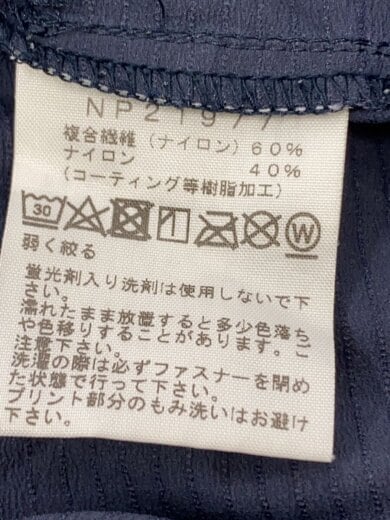 NP21977
複合繊維（ナイロン）60%
ナイロン 40%
（コーティング等樹脂加工）
30 W
弱く絞る
蛍光剤入り洗剤は使用しないで下
さい。
濡れたまま放置すると多少色落ち
や色移りすることがあります。ご
注意下さい。
洗濯の際は必ずファスナーを閉め
た状態で行って下さい。
プリント部分のもみ洗いはお避け
下さい。